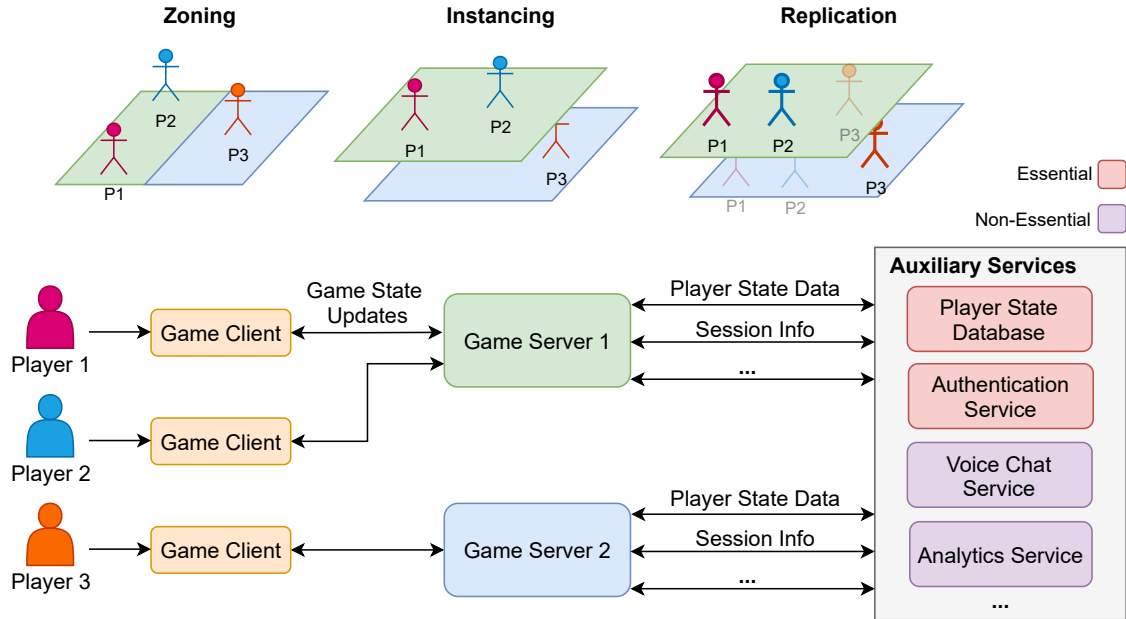 Zoning
Instancing
Replication
P1
P2
P3
P1
P2
P3
P1
P2
P3
P1
P2
P3
Essential
Non-Essential
Auxiliary Services
Player State
Database
Authentication
Service
Voice Chat
Service
Analytics Service
...
Player 1
Game Client
Game State
Updates
Game Server 1
Player State Data
Session Info
...
Player 2
Game Client
Player 3
Game Client
Game Server 2
Player State Data
Session Info
...